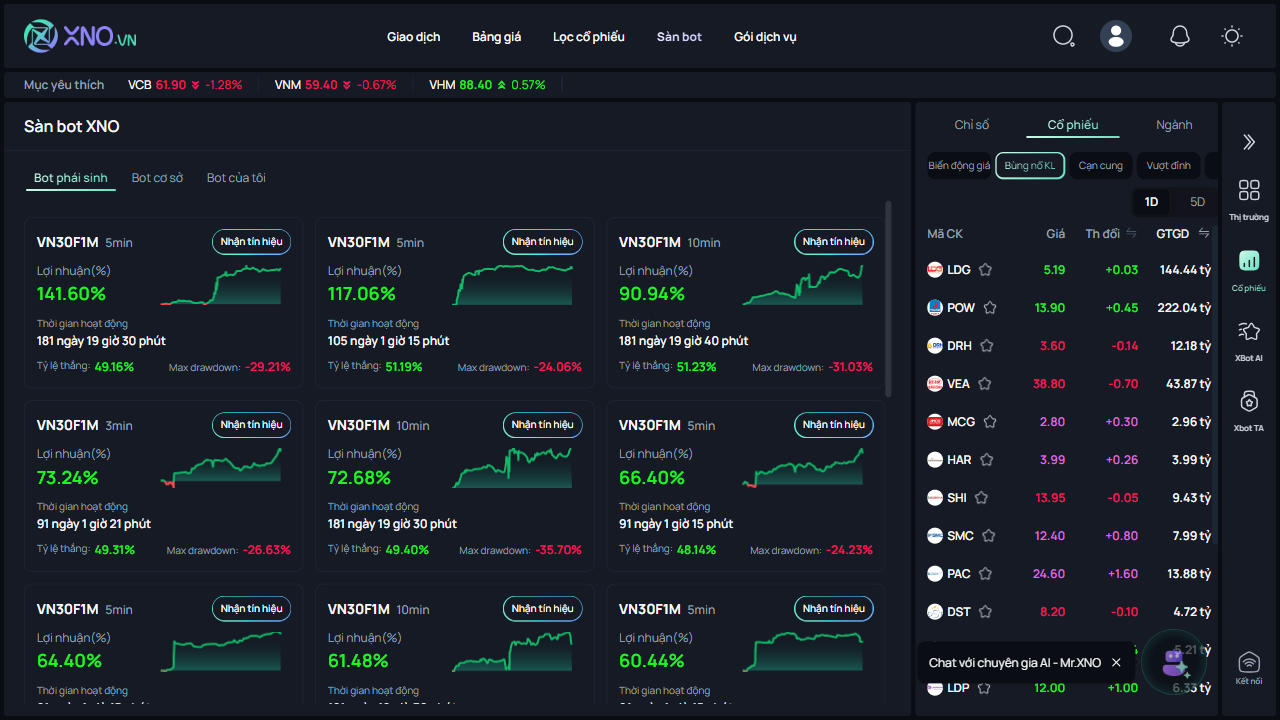 XNO.VN
Giao dịch Bảng giá Lọc cổ phiếu Sàn bot Gói dịch vụ
Mục yêu thích VCB 61.90 -1.28% VNM 59.40 -0.67% VHM 88.40 0.57%
Sàn bot XNO
Bot phái sinh Bot cơ sở Bot của tôi
VN30F1M 5min Nhận tín hiệu
Lợi nhuận(%)
141.60%
Thời gian hoạt động
181 ngày 19 giờ 30 phút
Tỷ lệ thắng: 49.16% Max drawdown: -29.21%
VN30F1M 5min Nhận tín hiệu
Lợi nhuận(%)
117.06%
Thời gian hoạt động
105 ngày 1 giờ 15 phút
Tỷ lệ thắng: 51.19% Max drawdown: -24.06%
VN30F1M 10min Nhận tín hiệu
Lợi nhuận(%)
90.94%
Thời gian hoạt động
181 ngày 19 giờ 40 phút
Tỷ lệ thắng: 51.23% Max drawdown: -31.03%
VN30F1M 3min Nhận tín hiệu
Lợi nhuận(%)
73.24%
Thời gian hoạt động
91 ngày 1 giờ 21 phút
Tỷ lệ thắng: 49.31% Max drawdown: -26.63%
VN30F1M 10min Nhận tín hiệu
Lợi nhuận(%)
72.68%
Thời gian hoạt động
181 ngày 19 giờ 30 phút
Tỷ lệ thắng: 49.40% Max drawdown: -35.70%
VN30F1M 5min Nhận tín hiệu
Lợi nhuận(%)
66.40%
Thời gian hoạt động
91 ngày 1 giờ 15 phút
Tỷ lệ thắng: 48.14% Max drawdown: -24.23%
VN30F1M 5min Nhận tín hiệu
Lợi nhuận(%)
64.40%
Thời gian hoạt động
VN30F1M 10min Nhận tín hiệu
Lợi nhuận(%)
61.48%
Thời gian hoạt động
VN30F1M 5min Nhận tín hiệu
Lợi nhuận(%)
60.44%
Thời gian hoạt động
Chỉ số Cổ phiếu Ngành
Biến động giá Bùng nổ KL Cạn cung Vượt đỉnh
1D 5D
Mã CK Giá Th đổi GTGD
LDG 5.19 +0.03 144.44 tỷ
POW 13.90 +0.45 222.04 tỷ
DRH 3.60 -0.14 12.18 tỷ
VEA 38.80 -0.70 43.87 tỷ
MCG 2.80 +0.30 2.96 tỷ
HAR 3.99 +0.26 3.99 tỷ
SHI 13.95 -0.05 9.43 tỷ
SMC 12.40 +0.80 7.99 tỷ
PAC 24.60 +1.60 13.88 tỷ
DST 8.20 -0.10 4.72 tỷ
5.21 tỷ
LDP 12.00 +1.00 6.33 tỷ
Chat với chuyên gia AI - Mr.XNO
Thị trường
Cổ phiếu
XBot AI
Xbot TA
Kết nối